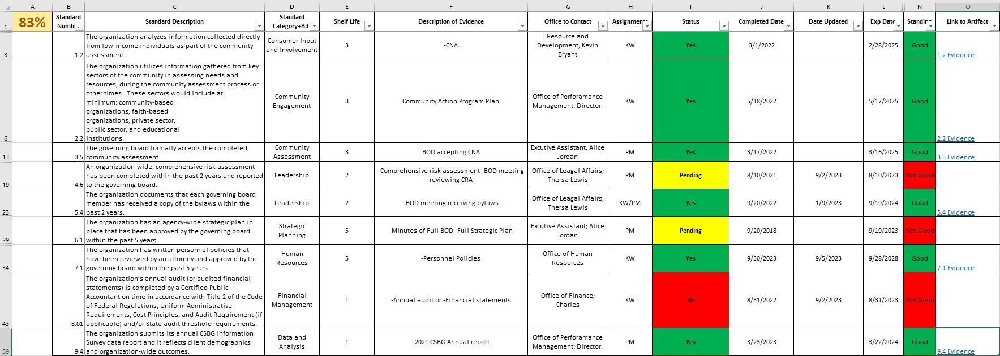 A B C D E F G H I J K L N O
1 83% Standard Numb Standard Description Standard Category+B:D Shelf Life Description of Evidence Office to Contact Assignment Status Completed Date Date Updated Exp Date Standing Link to Artifact
3
1.2
The organization analyzes information collected directly
from low-income individuals as part of the community
assessment.
Consumer Input
and Involvement
3
-CNA
Resource and
Development, Kevin
Bryant
KW
Yes
3/1/2022
2/28/2025
Good
1.2 Evidence
6
2.2
The organization utilizes information gathered from key
sectors of the community in assessing needs and
resources, during the community assessment process or
other times.  These sectors would include at
minimum: community-based
organizations, faith-based
organizations, private sector,
public sector, and educational
institutions.
Community
Engagement
3
Community Action Program Plan
Office of Perforamance
Management: Director.
KW
Yes
5/18/2022
5/17/2025
Good
2.2 Evidence
13
3.5
The governing board formally accepts the completed
community assessment.
Community
Assessment
3
BOD accepting CNA
Excutive Assistant; Alice
Jordan
PM
Yes
3/17/2022
3/16/2025
Good
3.5 Evidence
19
4.6
An organization-wide, comprehensive risk assessment
has been completed within the past 2 years and reported
to the governing board.
Leadership
2
-Comprehensive risk assessment -BOD meeting
reviewing CRA
Office of Leagal Affairs;
Thersa Lewis
PM
Pending
8/10/2021
9/2/2023
8/10/2023
Not Good
23
5.4
The organization documents that each governing board
member has received a copy of the bylaws within the
past 2 years.
Leadership
2
-BOD meeting receiving bylaws
Office of Leagal Affairs;
Thersa Lewis
KW/PM
Yes
9/20/2022
1/9/2023
9/19/2024
Good
5.4 Evidence
29
6.1
The organization has an agency-wide strategic plan in
place that has been approved by the governing board
within the past 5 years.
Strategic
Planning
5
-Minutes of Full BOD -Full Strategic Plan
Excutive Assistant; Alice
Jordan
PM
Pending
9/20/2018
9/19/2023
Not Good
34
7.1
The organization has written personnel policies that
have been reviewed by an attorney and approved by the
governing board within the past 5 years.
Human
Resources
5
-Personnel Policies
Office of Human
Resources
KW
Yes
9/30/2023
9/5/2023
9/28/2028
Good
7.1 Evidence
43
8.01
The organization's annual audit (or audited financial
statements) is completed by a Certified Public
Accountant on time in accordance with Title 2 of the Code
of Federal Regulations, Uniform Administrative
Requirements, Cost Principles, and Audit Requirement (if
applicable) and/or State audit threshold requirements.
Financial
Management
1
-Annual audit or -Financial statements
Office of Finance;
Charles
KW
No
8/31/2022
9/2/2023
8/31/2023
Not Good
59
9.4
The organization submits its annual CSBG Information
Survey data report and it reflects client demographics
and organization-wide outcomes.
Data and
Analysis
1
-2021 CSBG Annual report
Office of Perforamance
Management: Director.
PM
Yes
3/23/2023
3/22/2024
Good
9.4 Evidence